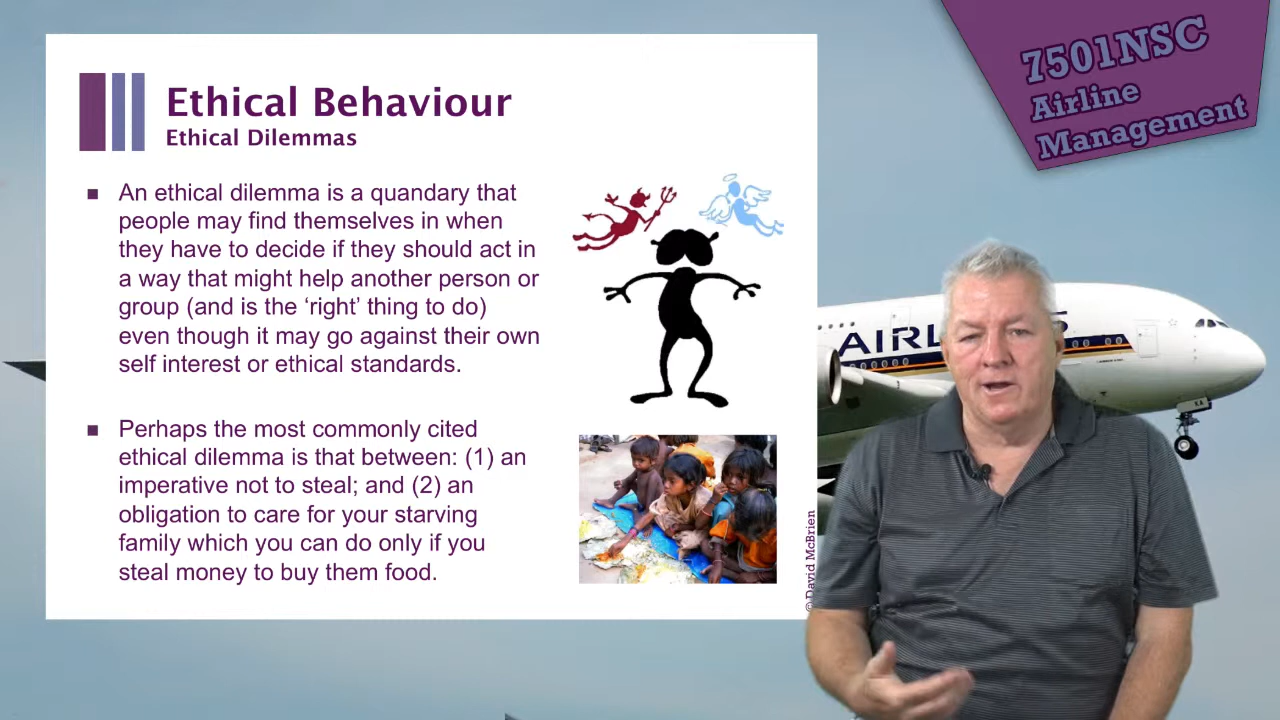 7501NSC
Airline
Management
Ethical Behaviour
Ethical Dilemmas
An ethical dilemma is a quandary that
people may find themselves in when
they have to decide if they should act in
a way that might help another person or
group (and is the ‘right’ thing to do)
even though it may go against their own
self interest or ethical standards.
Perhaps the most commonly cited
ethical dilemma is that between: (1) an
imperative not to steal; and (2) an
obligation to care for your starving
family which you can do only if you
steal money to buy them food.
© David McBrien